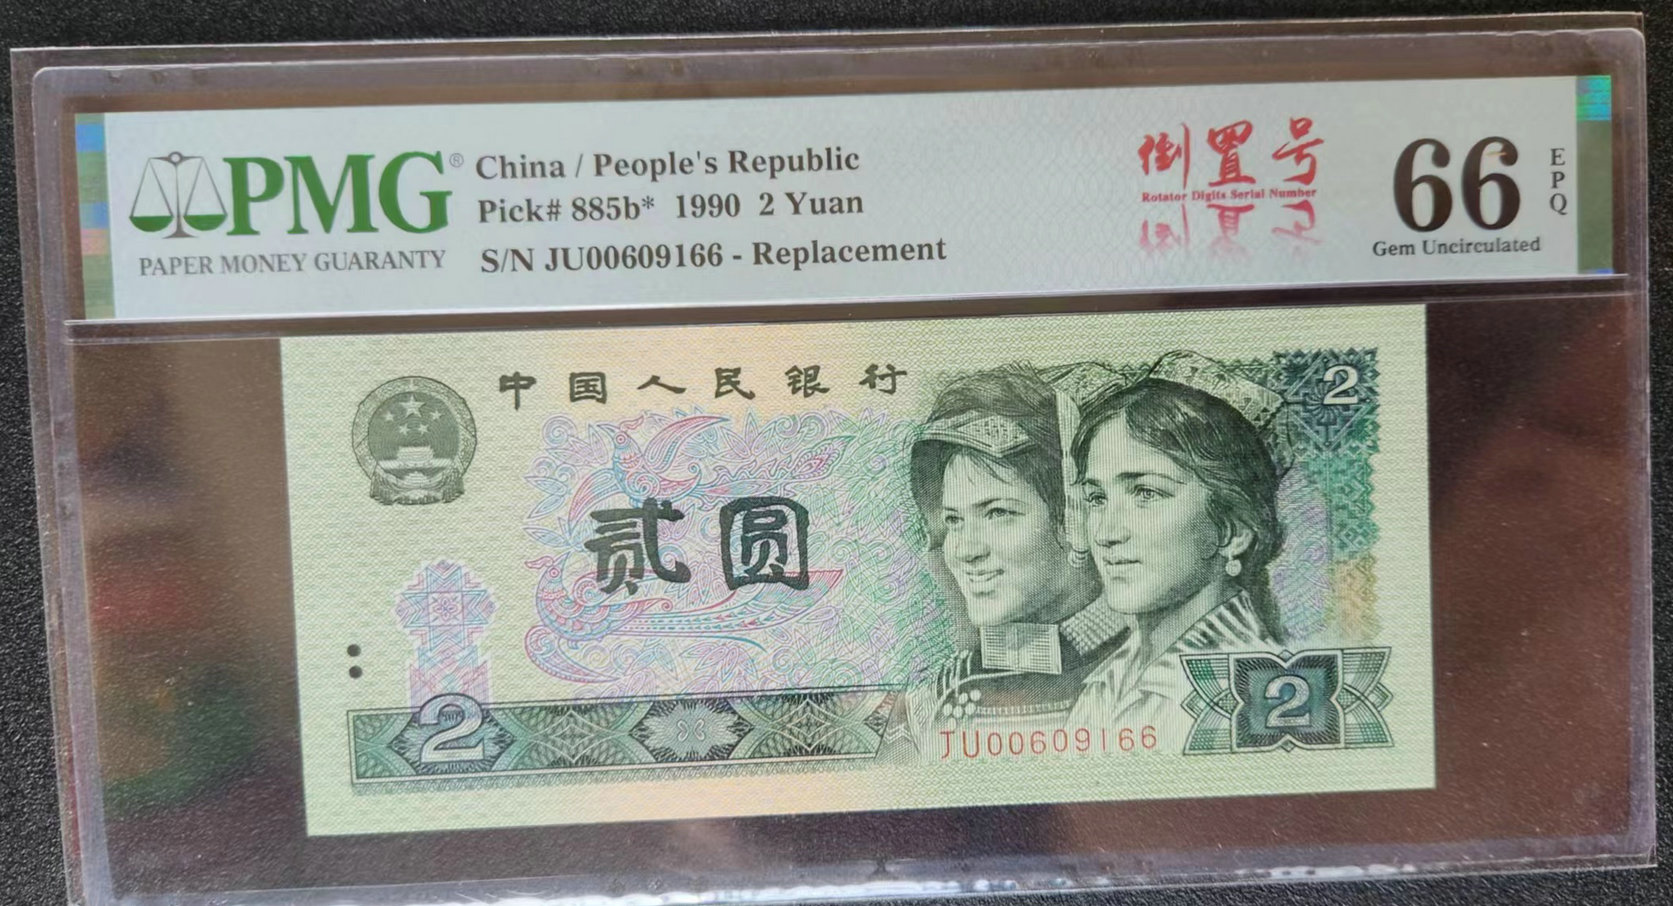 PMG® China / People's Republic
Pick# 885b* 1990 2 Yuan
PAPER MONEY GUARANTY
S/N JU00609166 - Replacement
倒置号
Rotator Digits Serial Number
66
EPQ
Gem Uncirculated
中国人民银行
2
贰圆
2
2
JU00609166